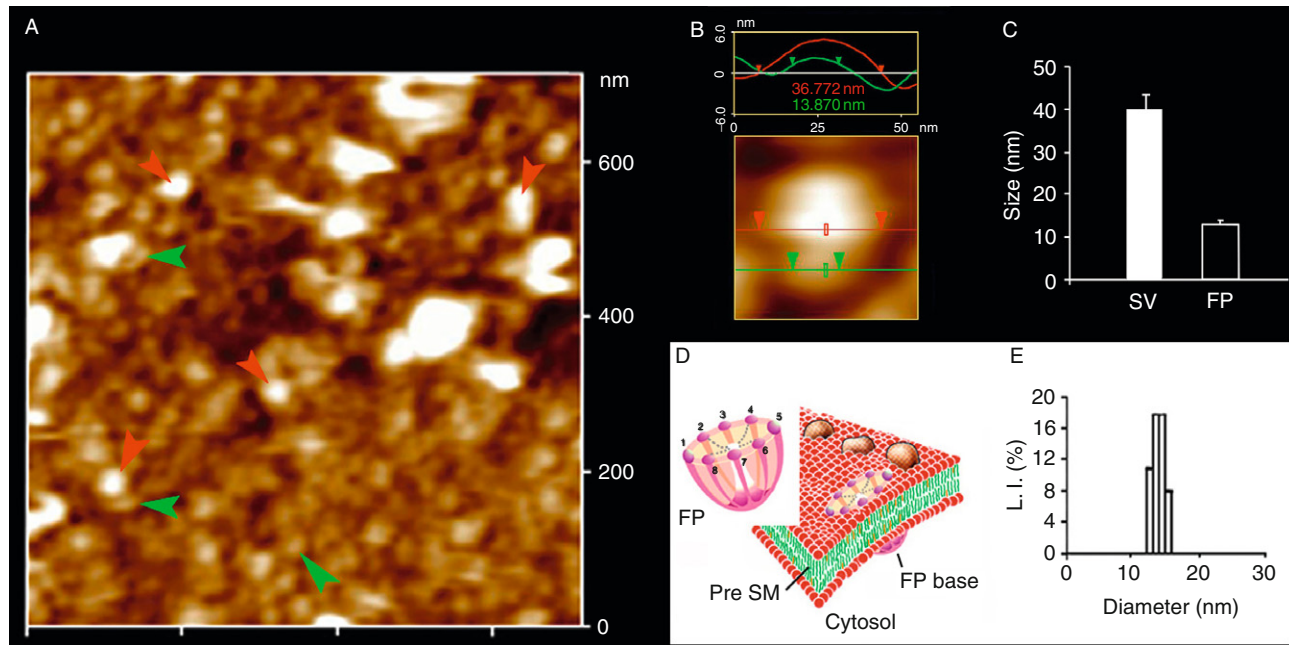 A
nm
600
400
200
0
B
nm
6.0
0
-6.0
36.772 nm
13.870 nm
0 25 50 nm
C
50
40
30
20
10
0
Size (nm)
SV FP
D
1 2 3 4 5 6 7 8
FP
Pre SM
FP base
Cytosol
E
20
16
12
8
4
0
L. I. (%)
0 10 20 30
Diameter (nm)